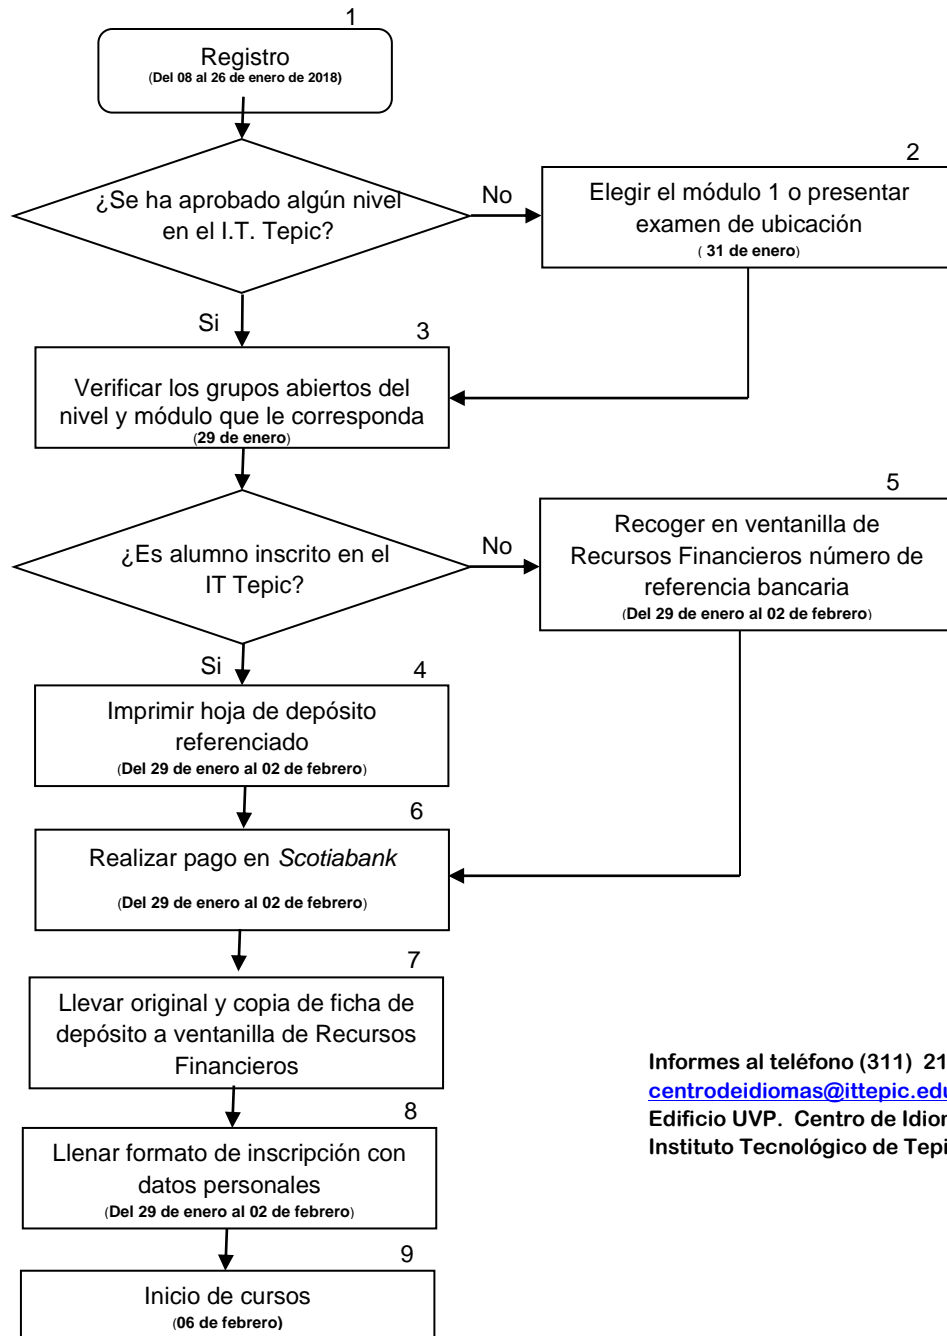 1
Registro
(Del 08 al 26 de enero de 2018)
¿Se ha aprobado algún nivel
en el I.T. Tepic?
No
2
Elegir el módulo 1 o presentar
examen de ubicación
( 31 de enero)
Si
3
Verificar los grupos abiertos del
nivel y módulo que le corresponda
(29 de enero)
¿Es alumno inscrito en el
IT Tepic?
No
5
Recoger en ventanilla de
Recursos Financieros número de
referencia bancaria
(Del 29 de enero al 02 de febrero)
Si
4
Imprimir hoja de depósito
referenciado
(Del 29 de enero al 02 de febrero)
6
Realizar pago en Scotiabank
(Del 29 de enero al 02 de febrero)
7
Llevar original y copia de ficha de
depósito a ventanilla de Recursos
Financieros
Informes al teléfono (311) 21
centrodeidiomas@ittepic.edu
Edificio UVP. Centro de Idiom
Instituto Tecnológico de Tepi
8
Llenar formato de inscripción con
datos personales
(Del 29 de enero al 02 de febrero)
9
Inicio de cursos
(06 de febrero)